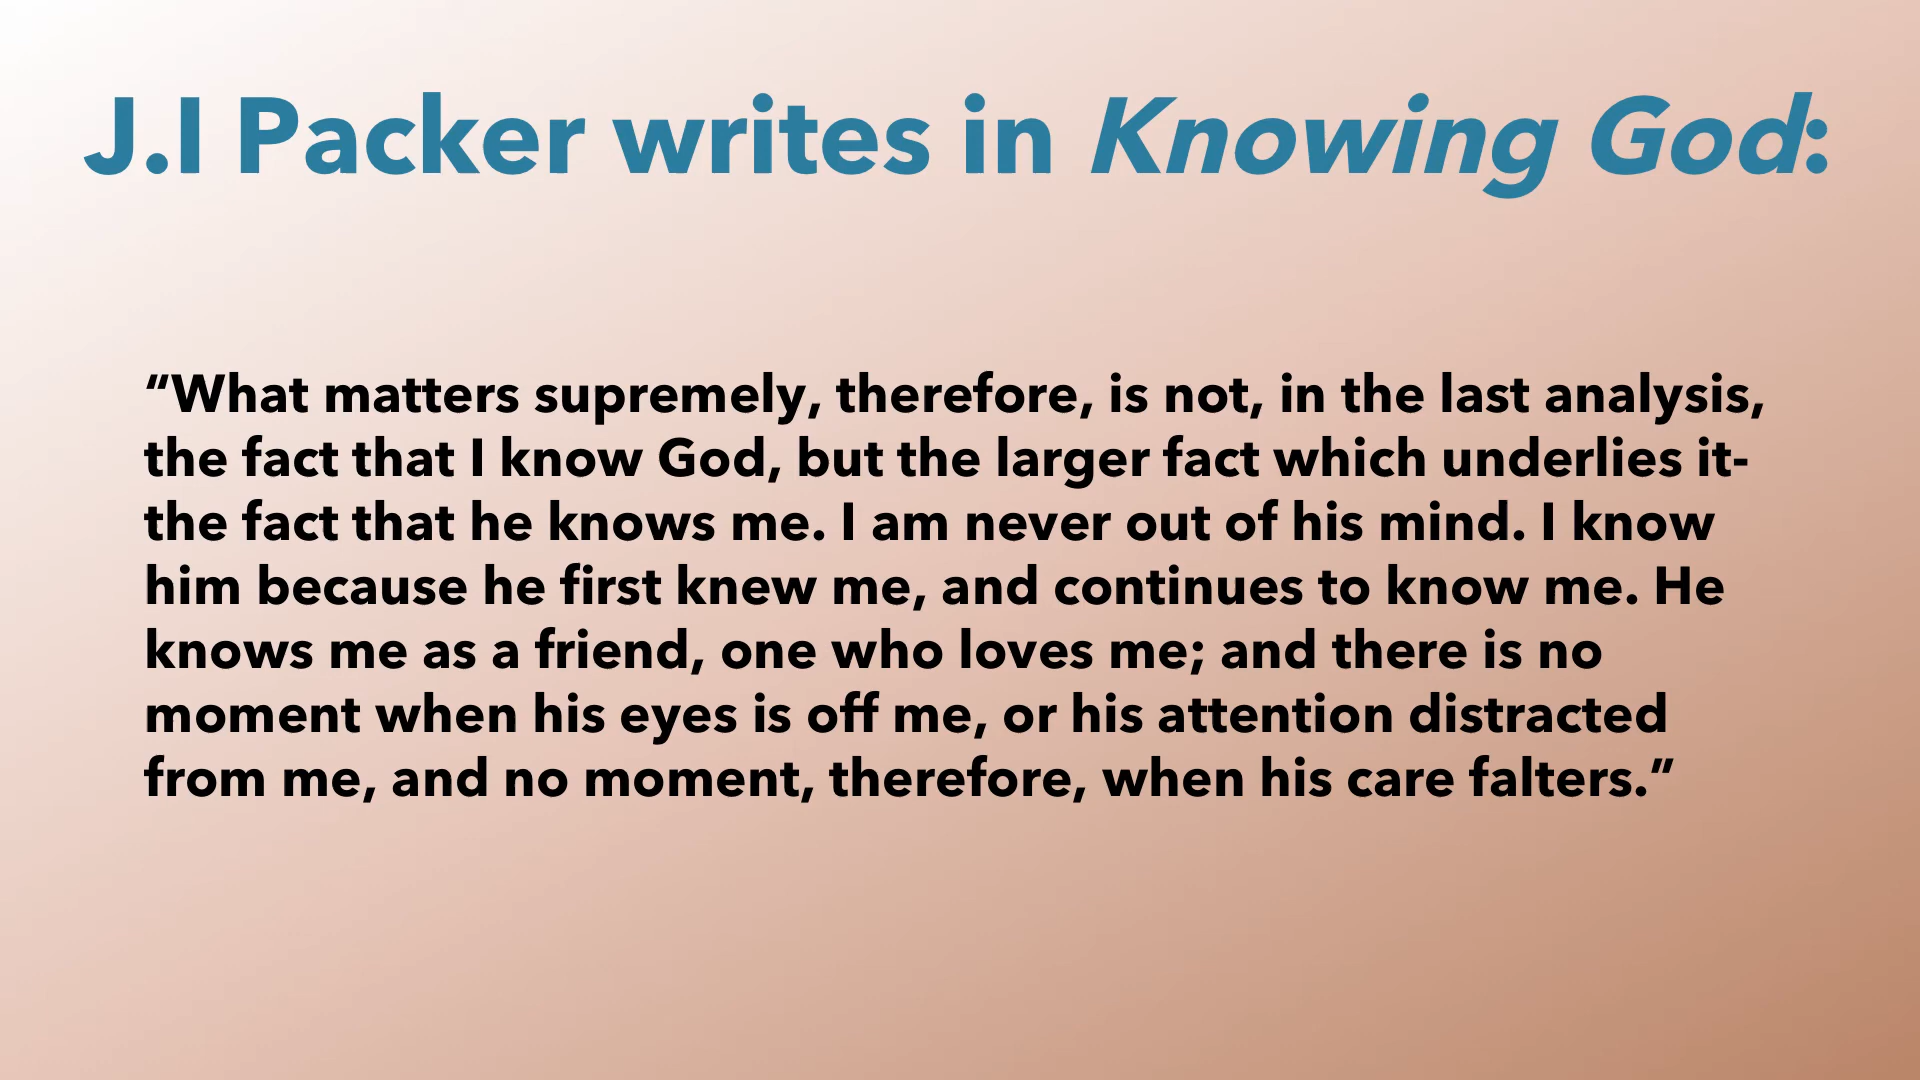 J.I Packer writes in Knowing God:
“What matters supremely, therefore, is not, in the last analysis,
the fact that I know God, but the larger fact which underlies it-
the fact that he knows me. I am never out of his mind. I know
him because he first knew me, and continues to know me. He
knows me as a friend, one who loves me; and there is no
moment when his eyes is off me, or his attention distracted
from me, and no moment, therefore, when his care falters.”